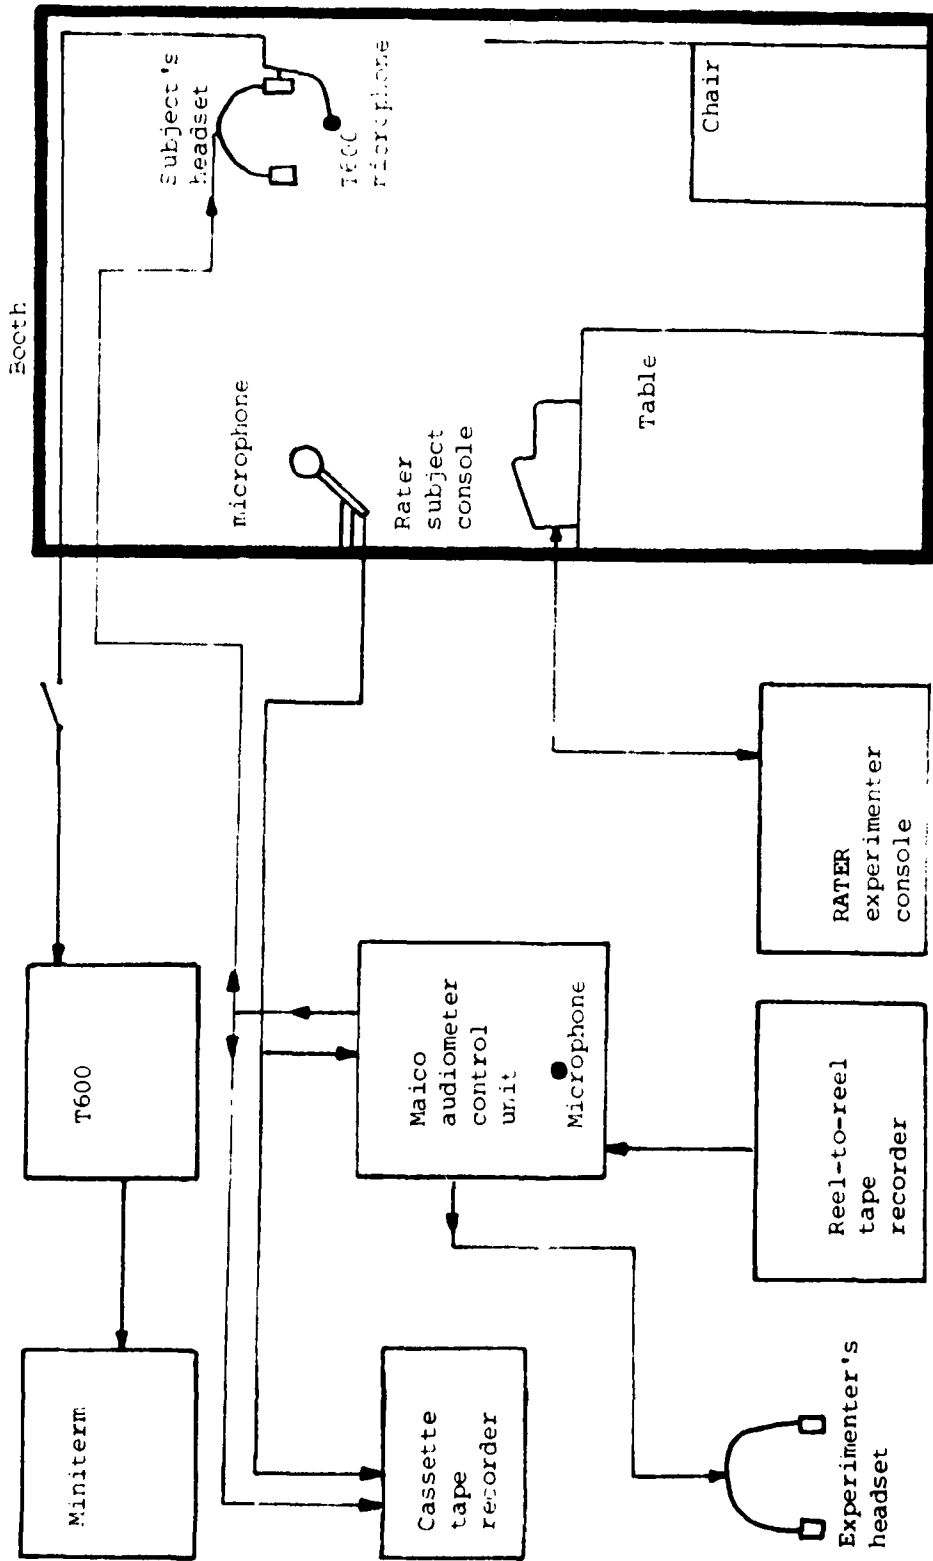 Booth
Subject's
headset
T600
microphone
Chair
microphone
Rater
subject
console
Table
T600
Maico
audiometer
control
unit
Microphone
RATER
experimenter
console
Miniterm
Cassette
tape
recorder
Reel-to-reel
tape
recorder
Experimenter's
headset